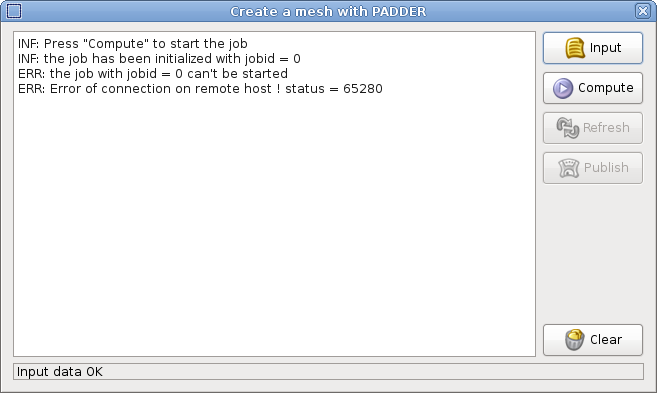 Create a mesh with PADDER
INF: Press "Compute" to start the job
INF: the job has been initialized with jobid = 0
ERR: the job with jobid = 0 can't be started
ERR: Error of connection on remote host ! status = 65280
Input
Compute
Refresh
Publish
Clear
Input data OK